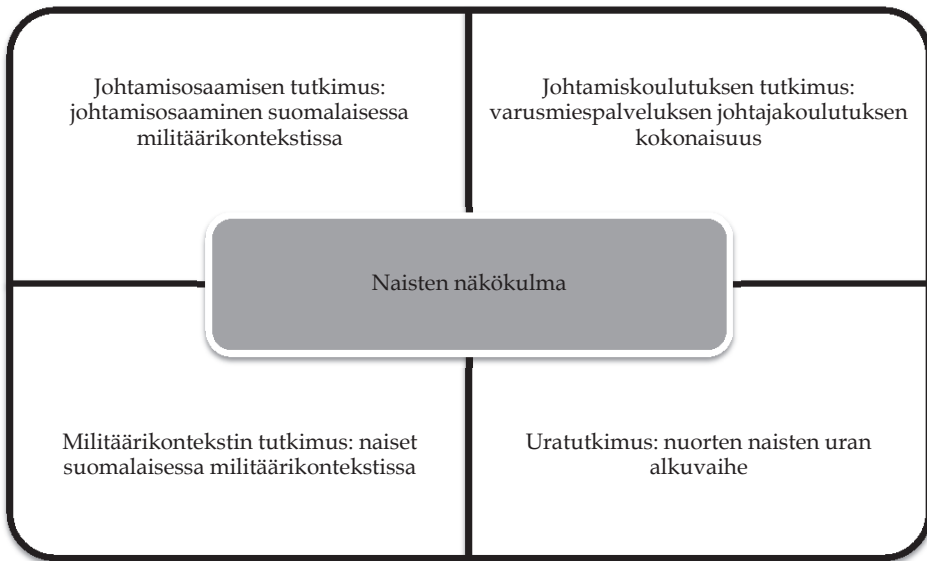 Johtamisosaamisen tutkimus:
johtamisosaaminen suomalaisessa
militäärikontekstissa
Johtamiskoulutuksen tutkimus:
varusmiespalveluksen johtajakoulutuksen
kokonaisuus
Naisten näkökulma
Militäärikontekstin tutkimus: naiset
suomalaisessa militäärikontekstissa
Uratutkimus: nuorten naisten uran
alkuvaihe